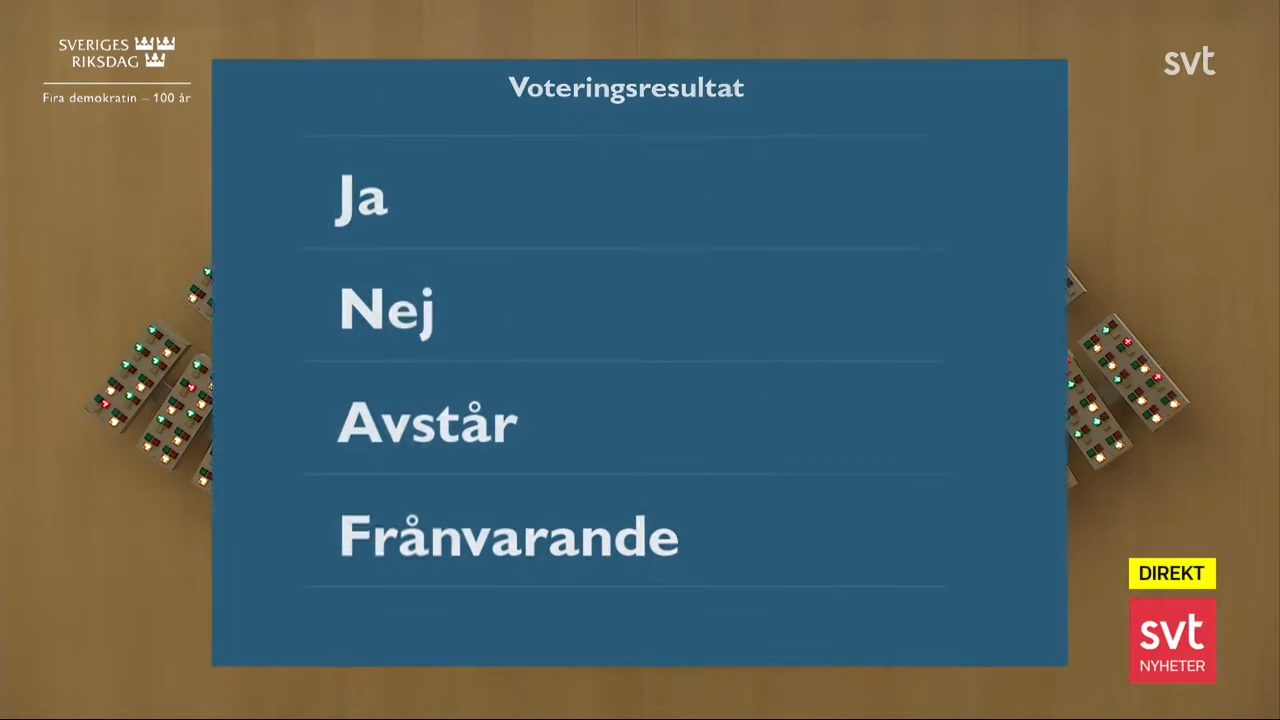 SVERIGES
RIKSDAG
Fira demokratin – 100 år
svt
Voteringsresultat
Ja
Nej
Avstår
Frånvarande
DIREKT
svt
NYHETER